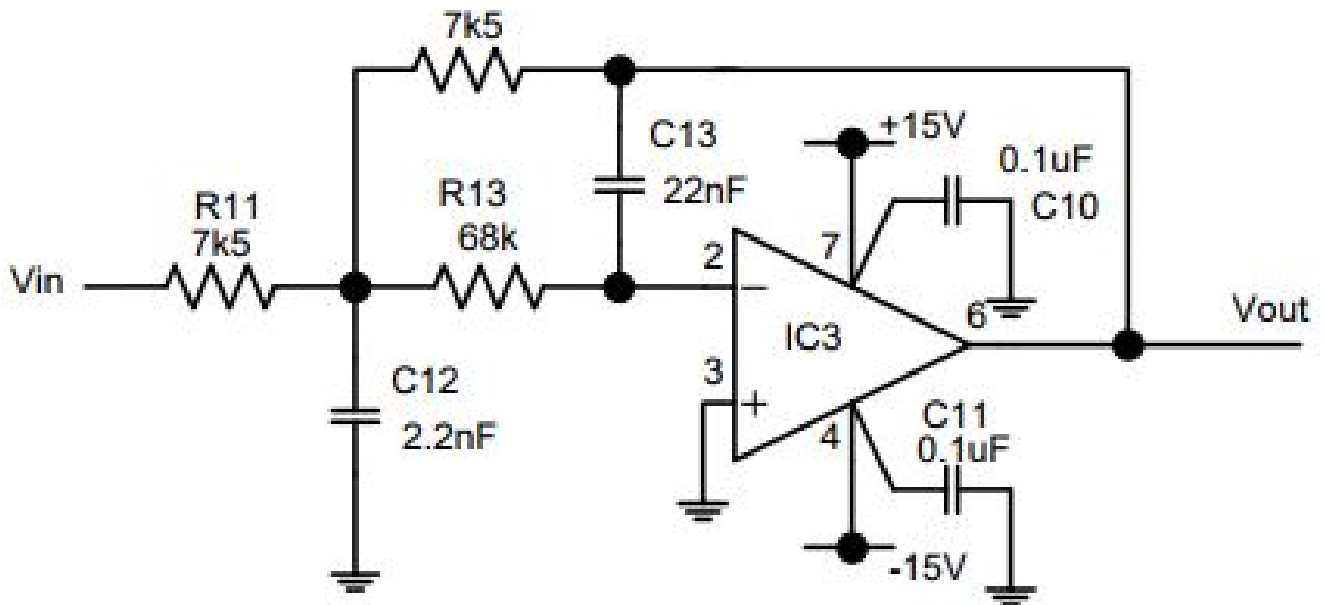 7k5
+15V
C13
0.1uF
22nF
C10
R11
R13
7k5
68k
2
7
Vin
−
IC3
6
Vout
C12
3
2.2nF
+
4
C11
0.1uF
-15V